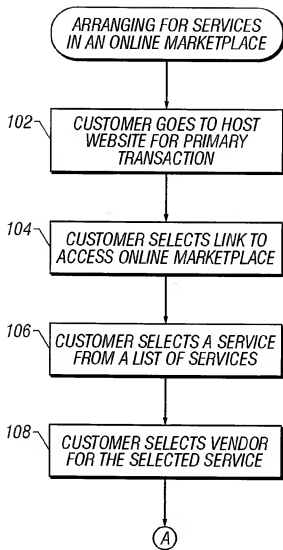 ARRANGING FOR SERVICES
IN AN ONLINE MARKETPLACE
102
CUSTOMER GOES TO HOST
WEBSITE FOR PRIMARY
TRANSACTION
104
CUSTOMER SELECTS LINK TO
ACCESS ONLINE MARKETPLACE
106
CUSTOMER SELECTS A SERVICE
FROM A LIST OF SERVICES
108
CUSTOMER SELECTS VENDOR
FOR THE SELECTED SERVICE
A